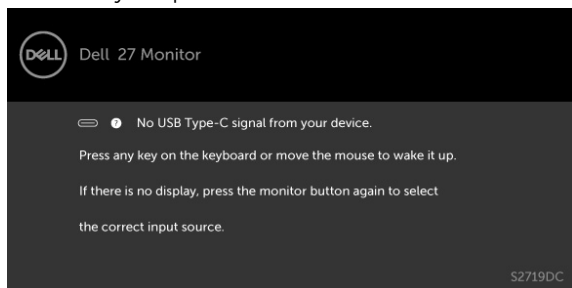 DELL
Dell 27 Monitor
? No USB Type-C signal from your device.
Press any key on the keyboard or move the mouse to wake it up.
If there is no display, press the monitor button again to select
the correct input source.
S2719DC